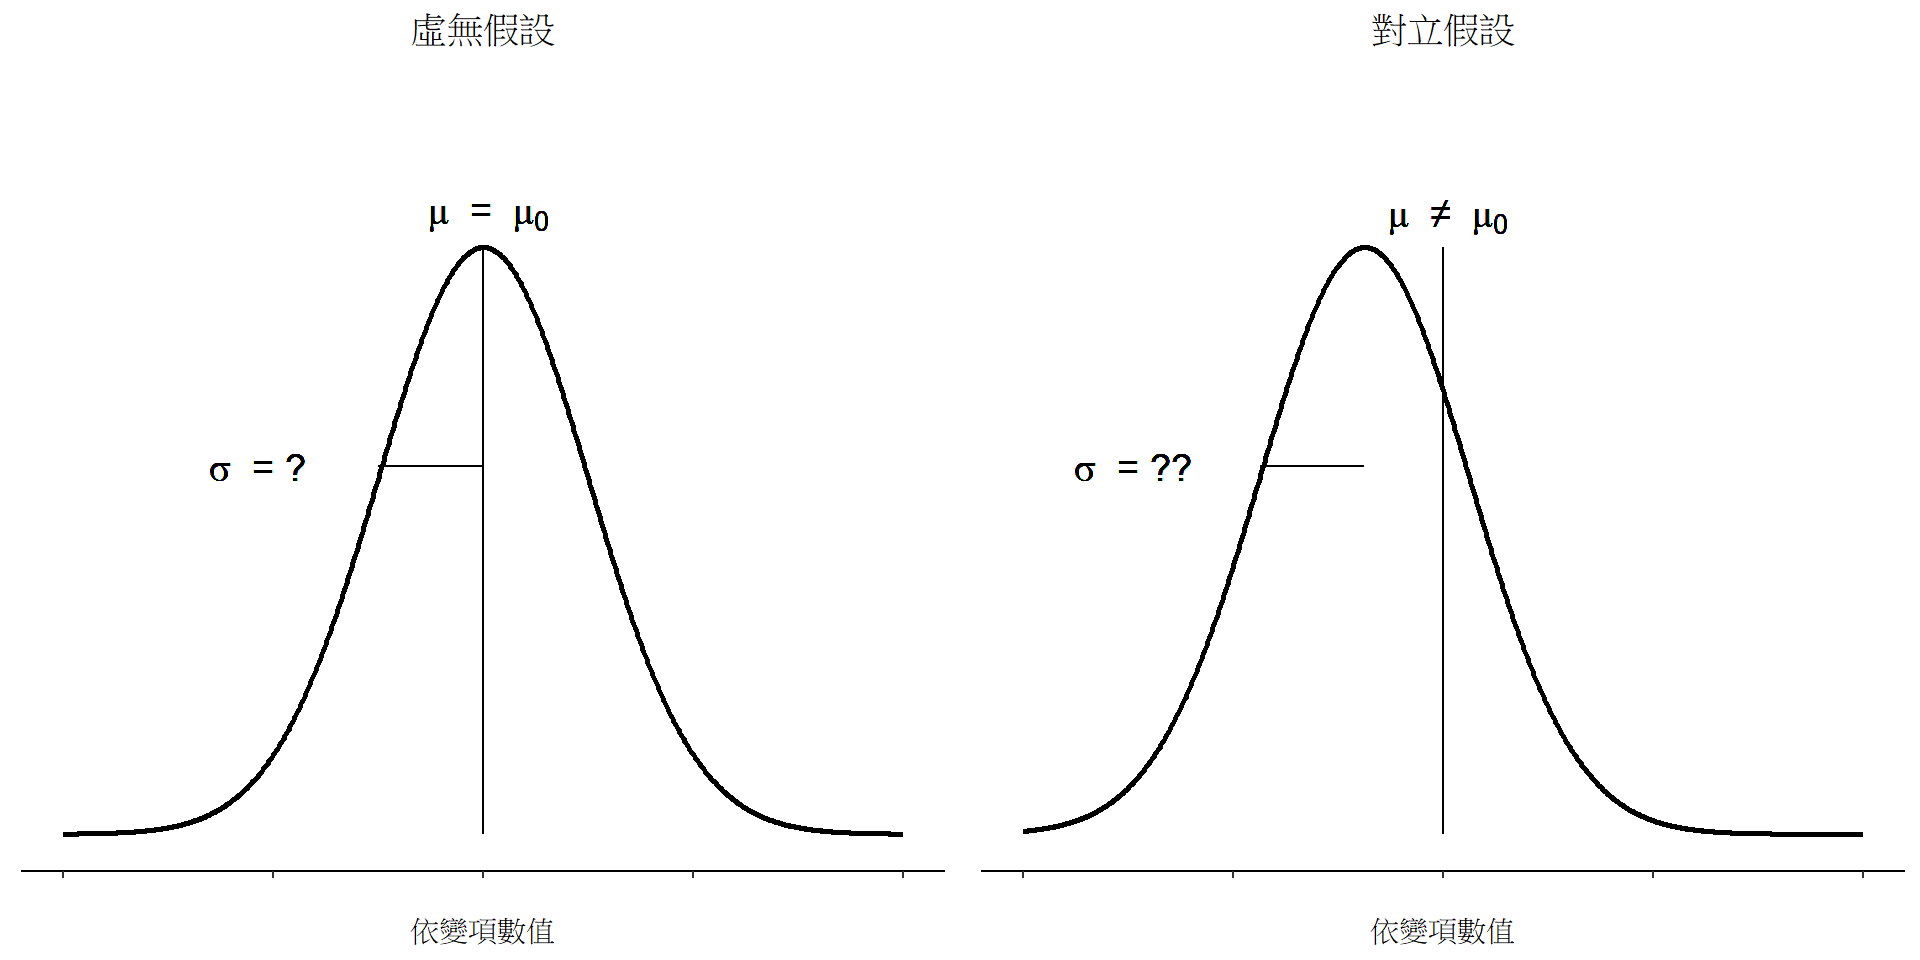 虛無假設
μ = μ₀
σ = ?
依變項數值
對立假設
μ ≠ μ₀
σ = ??
依變項數值